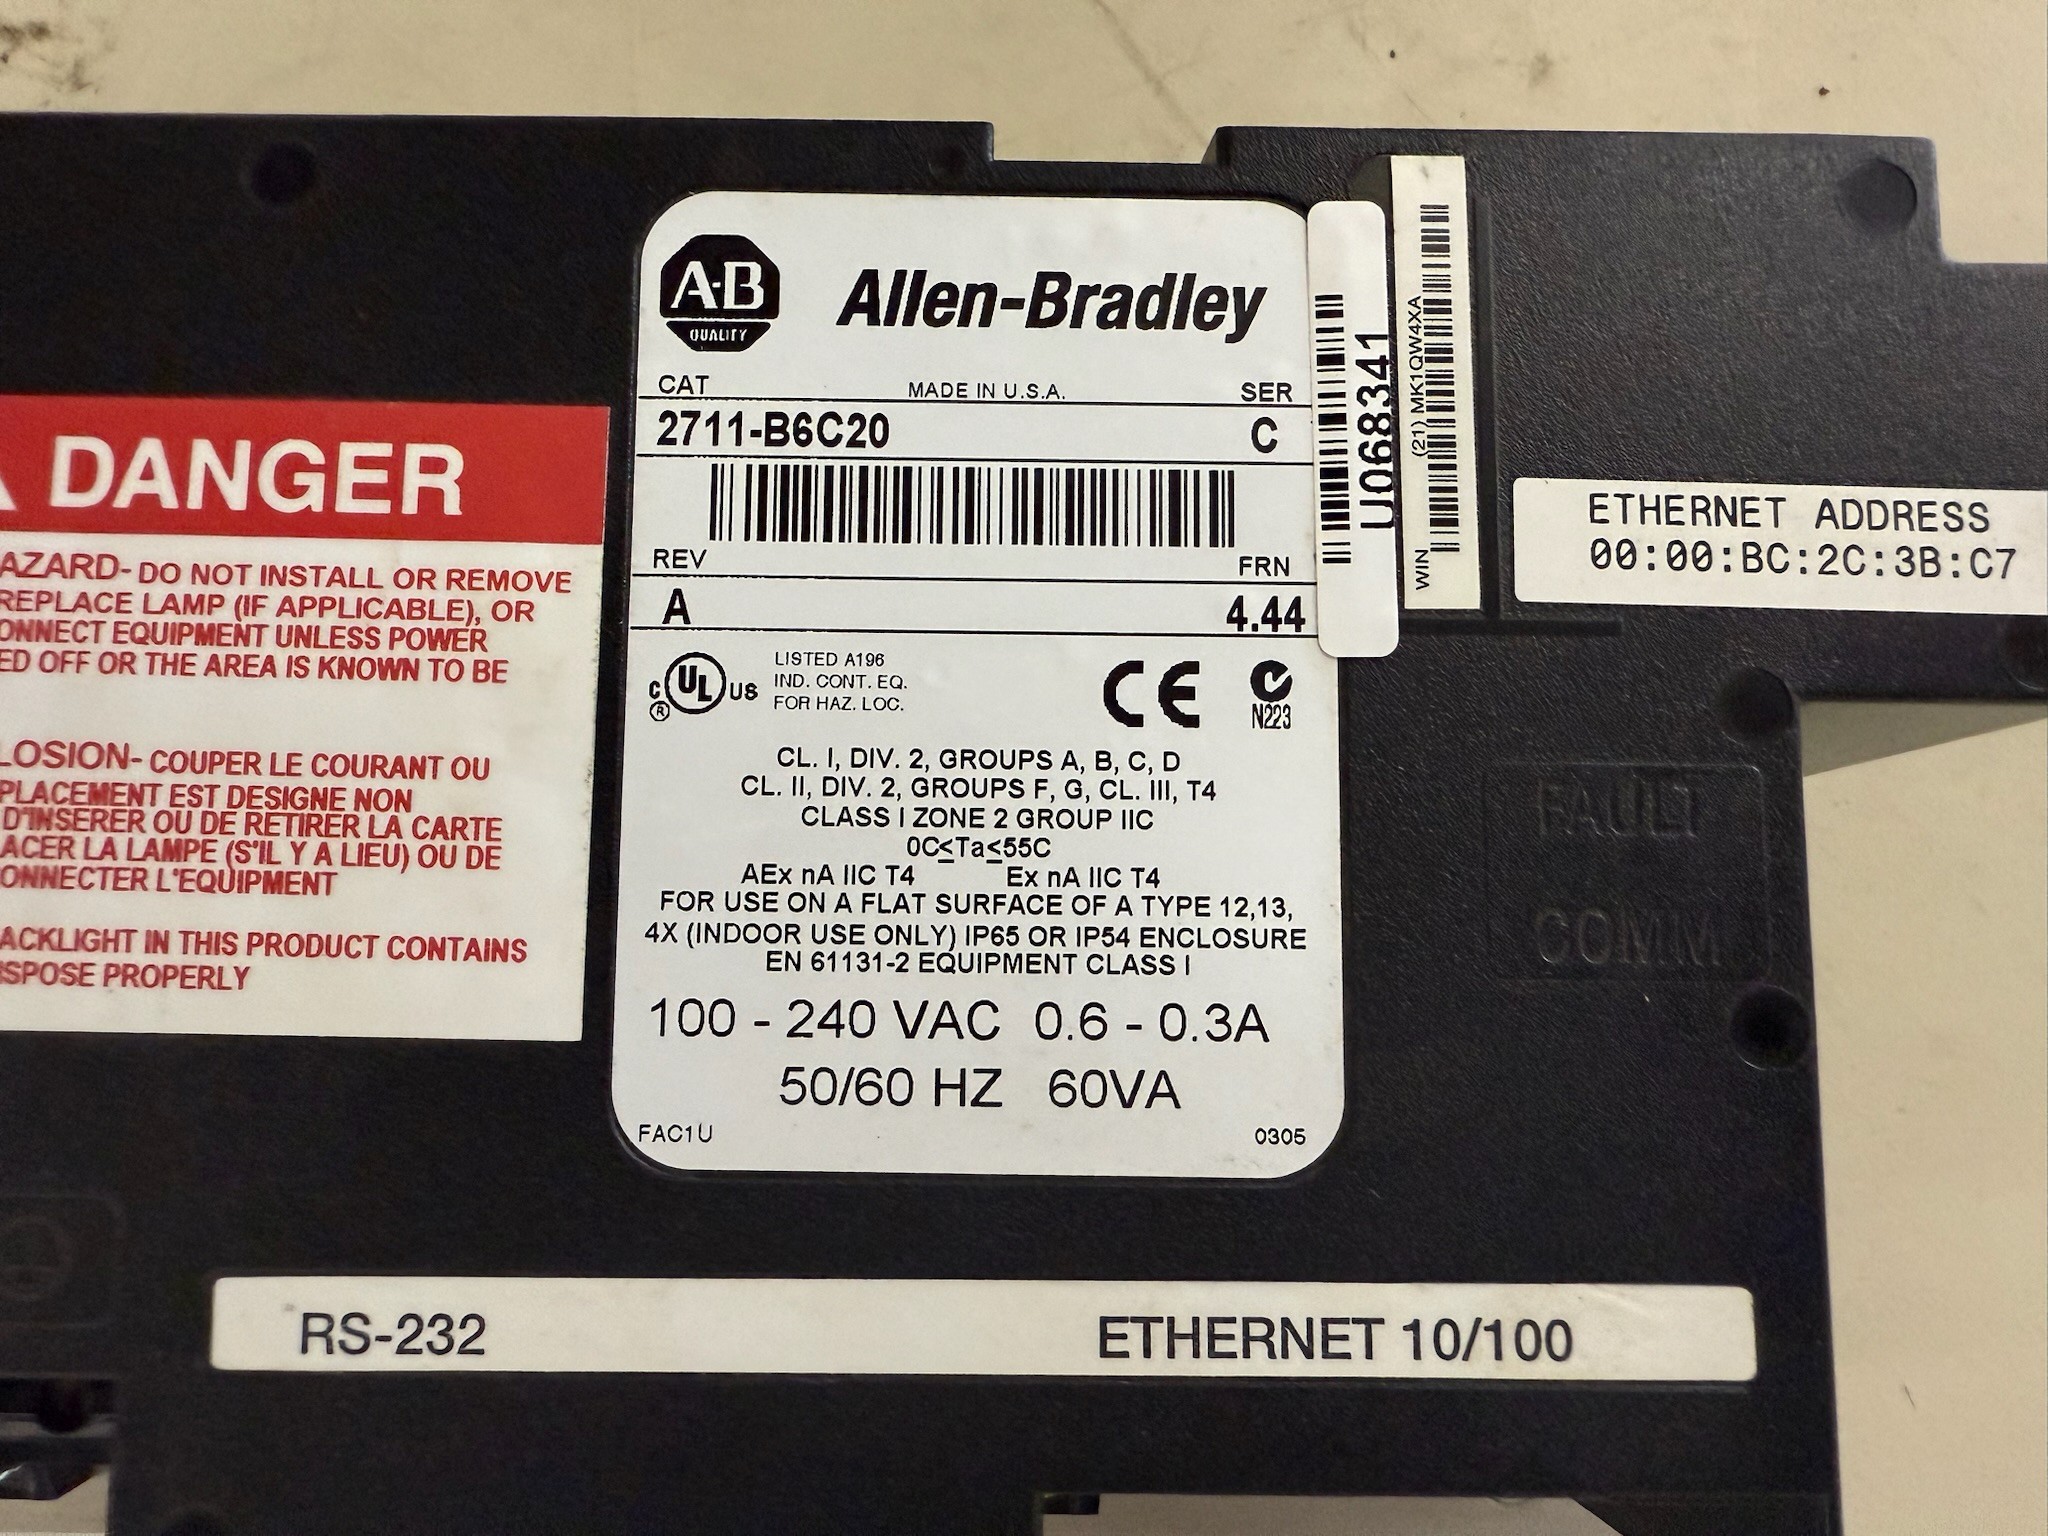 A-B
QUALITY
Allen-Bradley
CAT MADE IN U.S.A. SER
2711-B6C20 C
REV FRN
A 4.44
C UL US ®
LISTED A196
IND. CONT. EQ.
FOR HAZ. LOC.
CE
N223
CL. I, DIV. 2, GROUPS A, B, C, D
CL. II, DIV. 2, GROUPS F, G, CL. III, T4
CLASS I ZONE 2 GROUP IIC
0C≤Ta≤55C
AEx nA IIC T4 Ex nA IIC T4
FOR USE ON A FLAT SURFACE OF A TYPE 12,13,
4X (INDOOR USE ONLY) IP65 OR IP54 ENCLOSURE
EN 61131-2 EQUIPMENT CLASS I
100 - 240 VAC 0.6 - 0.3A
50/60 HZ 60VA
FAC1U 0305
DANGER
AZARD- DO NOT INSTALL OR REMOVE
REPLACE LAMP (IF APPLICABLE), OR
ONNECT EQUIPMENT UNLESS POWER
ED OFF OR THE AREA IS KNOWN TO BE
LOSION- COUPER LE COURANT OU
PLACEMENT EST DESIGNE NON
D'INSERER OU DE RETIRER LA CARTE
ACER LA LAMPE (S'IL Y A LIEU) OU DE
ONNECTER L'EQUIPMENT
ACKLIGHT IN THIS PRODUCT CONTAINS
ISPOSE PROPERLY
U068341
(21) MK1QW4XA
WIN
ETHERNET ADDRESS
00:00:BC:2C:3B:C7
FAULT
COMM
RS-232 ETHERNET 10/100